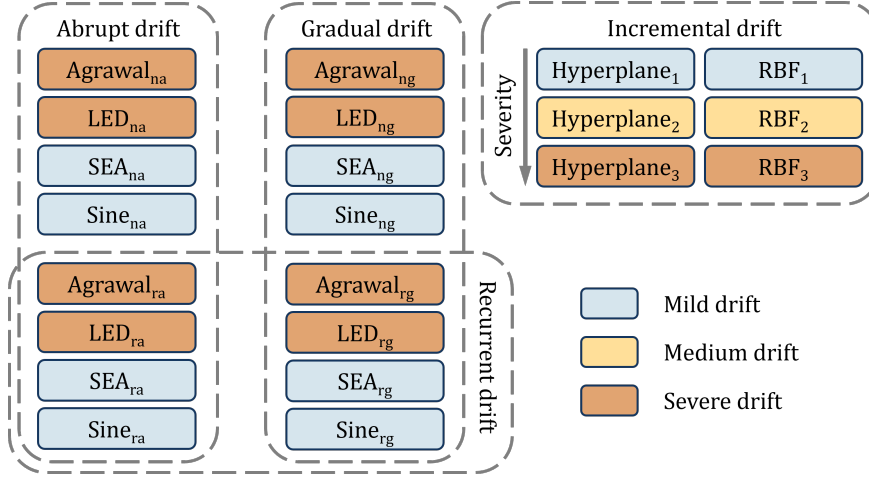 Abrupt drift
Agrawal_na
LED_na
SEA_na
Sine_na
Agrawal_ra
LED_ra
SEA_ra
Sine_ra
Gradual drift
Agrawal_ng
LED_ng
SEA_ng
Sine_ng
Agrawal_rg
LED_rg
SEA_rg
Sine_rg
Recurrent drift
Incremental drift
Severity
Hyperplane_1 RBF_1
Hyperplane_2 RBF_2
Hyperplane_3 RBF_3
Mild drift
Medium drift
Severe drift